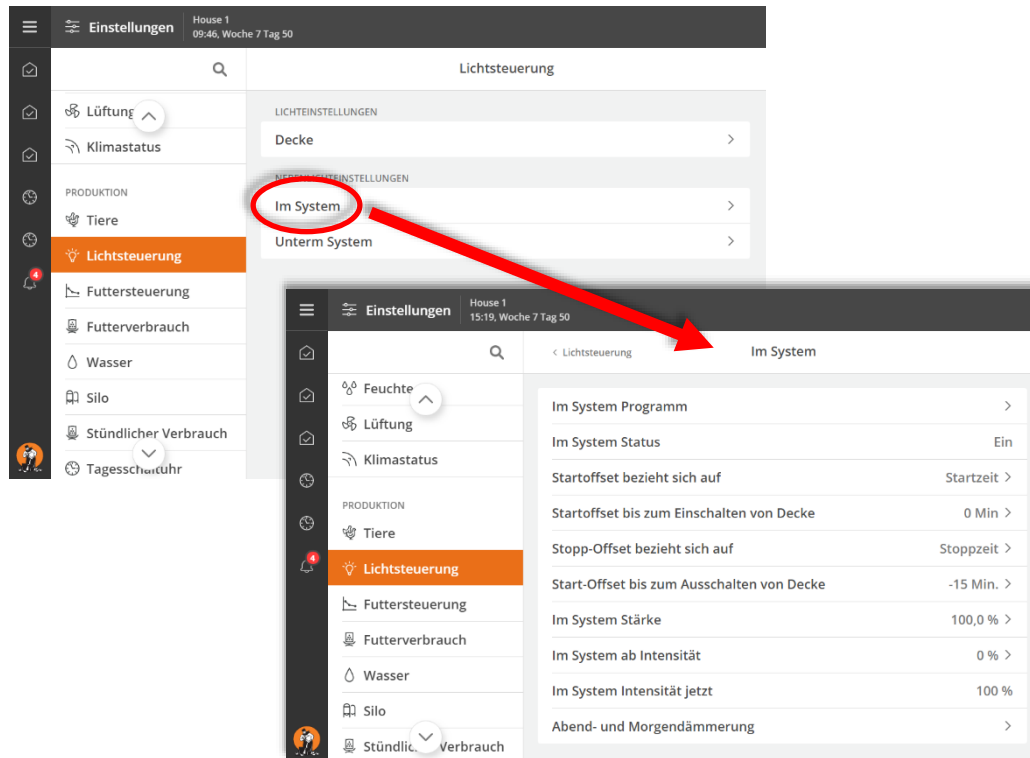 Einstellungen
House 1
09:46, Woche 7 Tag 50
Lichtsteuerung
Lüftung
Klimastatus
PRODUKTION
Tiere
Lichtsteuerung
Futtersteuerung
Futterverbrauch
Wasser
Silo
Stündlicher Verbrauch
Tagesschaltuhr
4
LICHTEINSTELLUNGEN
Decke
NEBENLICHTEINSTELLUNGEN
Im System
Unterm System
Einstellungen
House 1
15:19, Woche 7 Tag 50
< Lichtsteuerung
Im System
Feuchte
Lüftung
Klimastatus
PRODUKTION
Tiere
Lichtsteuerung
Futtersteuerung
Futterverbrauch
Wasser
Silo
Stündlicher Verbrauch
4
Im System Programm >
Im System Status Ein
Startoffset bezieht sich auf Startzeit >
Startoffset bis zum Einschalten von Decke 0 Min >
Stopp-Offset bezieht sich auf Stoppzeit >
Start-Offset bis zum Ausschalten von Decke -15 Min. >
Im System Stärke 100,0 % >
Im System ab Intensität 0 % >
Im System Intensität jetzt 100 %
Abend- und Morgendämmerung >